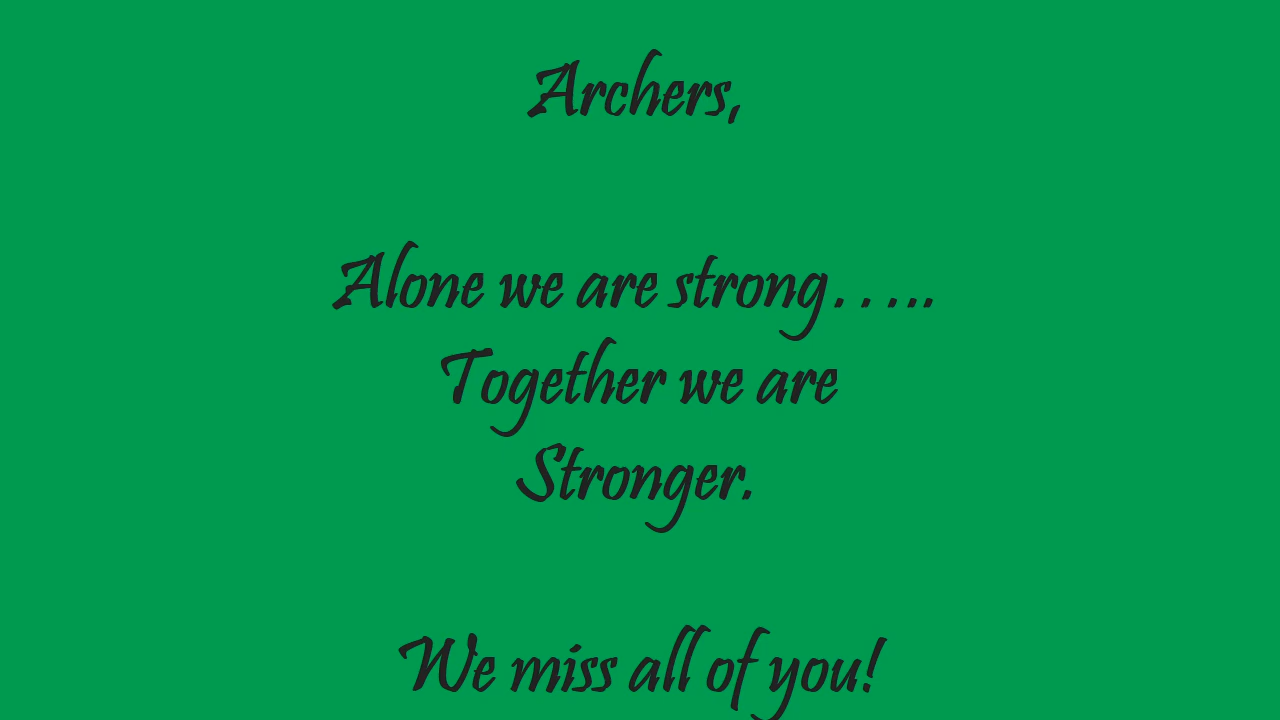 Archers,
Alone we are strong.....
Together we are
Stronger.
We miss all of you!